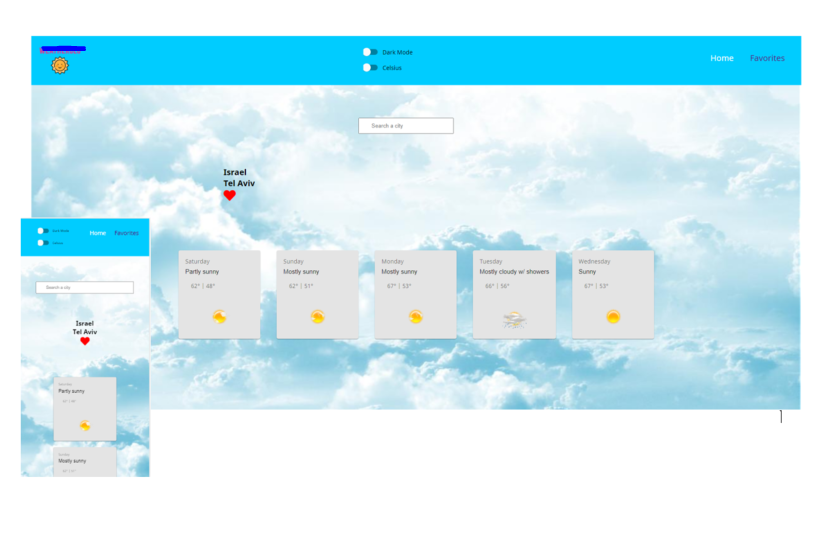 Dark Mode
Celsius
Home Favorites
Search a city
Israel
Tel Aviv
Saturday
Partly sunny
62° | 48°
Sunday
Mostly sunny
62° | 51°
Monday
Mostly sunny
67° | 53°
Tuesday
Mostly cloudy w/ showers
66° | 56°
Wednesday
Sunny
67° | 53°
Dark Mode
Celsius
Home Favorites
Search a city
Israel
Tel Aviv
Saturday
Partly sunny
62° | 48°
Sunday
Mostly sunny
62° | 51°